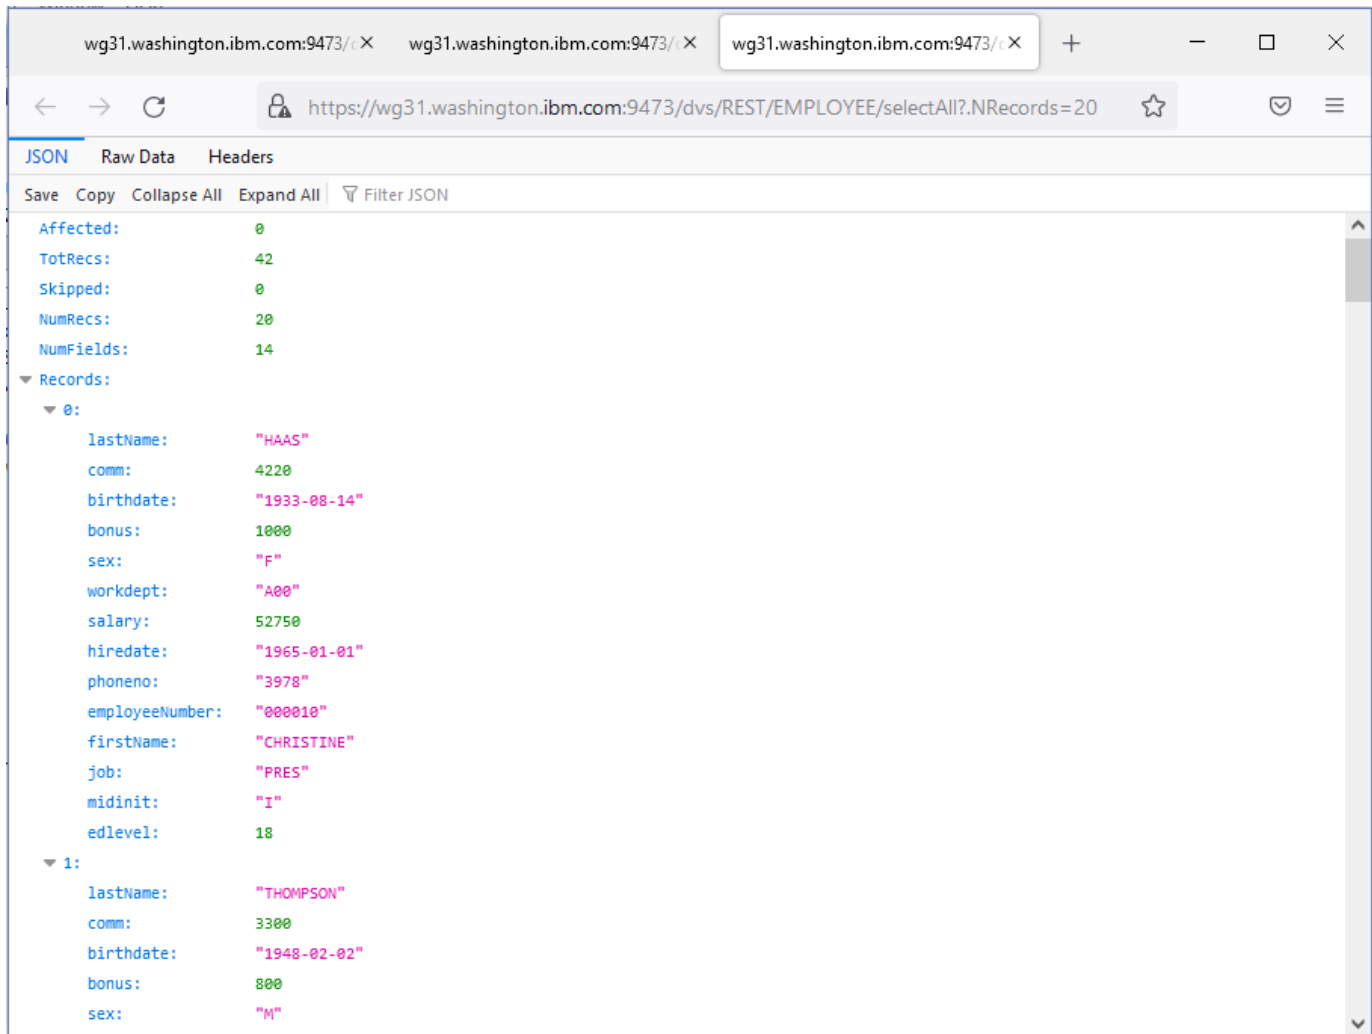 wg31.washington.ibm.com:9473/ wg31.washington.ibm.com:9473/ wg31.washington.ibm.com:9473/
https://wg31.washington.ibm.com:9473/dvs/REST/EMPLOYEE/selectAll?.NRecords=20
JSON Raw Data Headers
Save Copy Collapse All Expand All Filter JSON
Affected: 0
TotRecs: 42
Skipped: 0
NumRecs: 20
NumFields: 14
Records:
0:
lastName: "HAAS"
comm: 4220
birthdate: "1933-08-14"
bonus: 1000
sex: "F"
workdept: "A00"
salary: 52750
hiredate: "1965-01-01"
phoneno: "3978"
employeeNumber: "000010"
firstName: "CHRISTINE"
job: "PRES"
midinit: "I"
edlevel: 18
1:
lastName: "THOMPSON"
comm: 3300
birthdate: "1948-02-02"
bonus: 800
sex: "M"